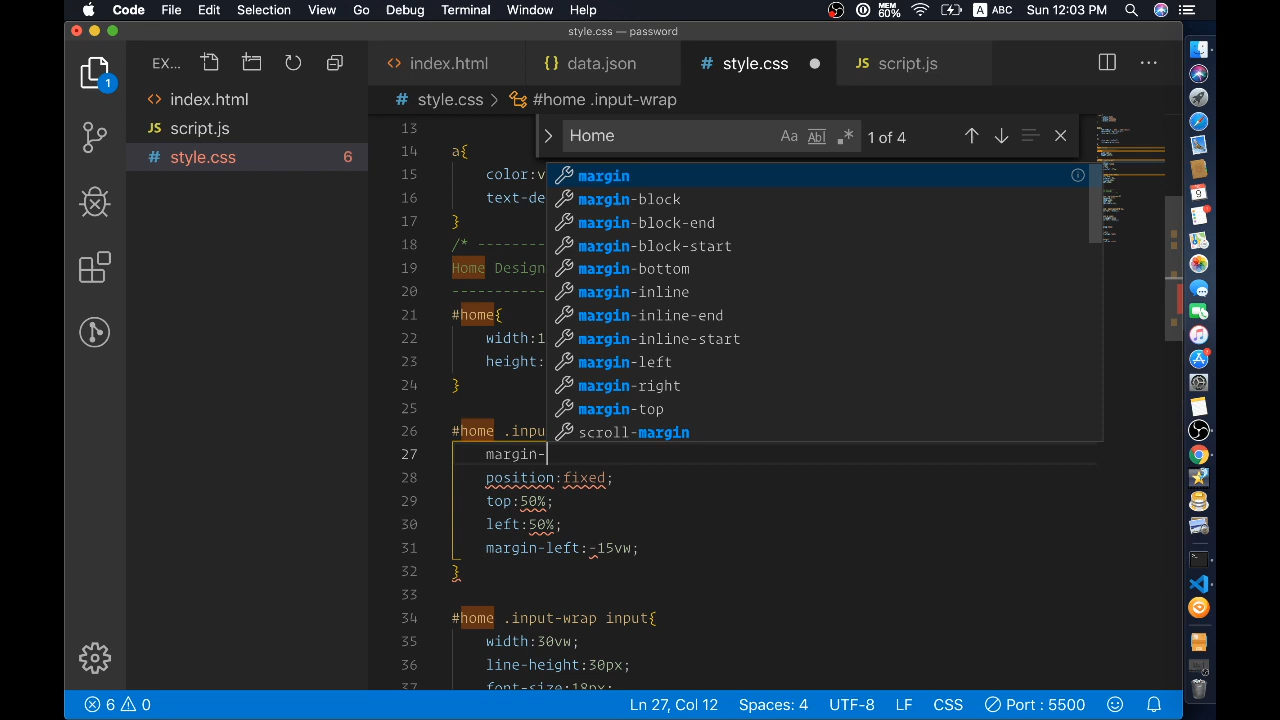 Code File Edit Selection View Go Debug Terminal Window Help MEM 60% A ABC Sun 12:03 PM
style.css — password
EX...
index.html
{} data.json
# style.css
JS script.js
# style.css > #home .input-wrap
1
<> index.html
JS script.js
# style.css 6
Home Aa Abl .* 1 of 4
13
14 a{
15 color:v
16 text-de
17 }
18 /* --------
19 Home Design
20 -----------
21 #home{
22 width:1
23 height:
24 }
25
26 #home .inpu
27 margin-
28 position:fixed;
29 top:50%;
30 left:50%;
31 margin-left:-15vw;
32 }
33
34 #home .input-wrap input{
35 width:30vw;
36 line-height:30px;
37 font-size:18px;
margin
margin-block
margin-block-end
margin-block-start
margin-bottom
margin-inline
margin-inline-end
margin-inline-start
margin-left
margin-right
margin-top
scroll-margin
6 0 Ln 27, Col 12 Spaces: 4 UTF-8 LF CSS Port : 5500